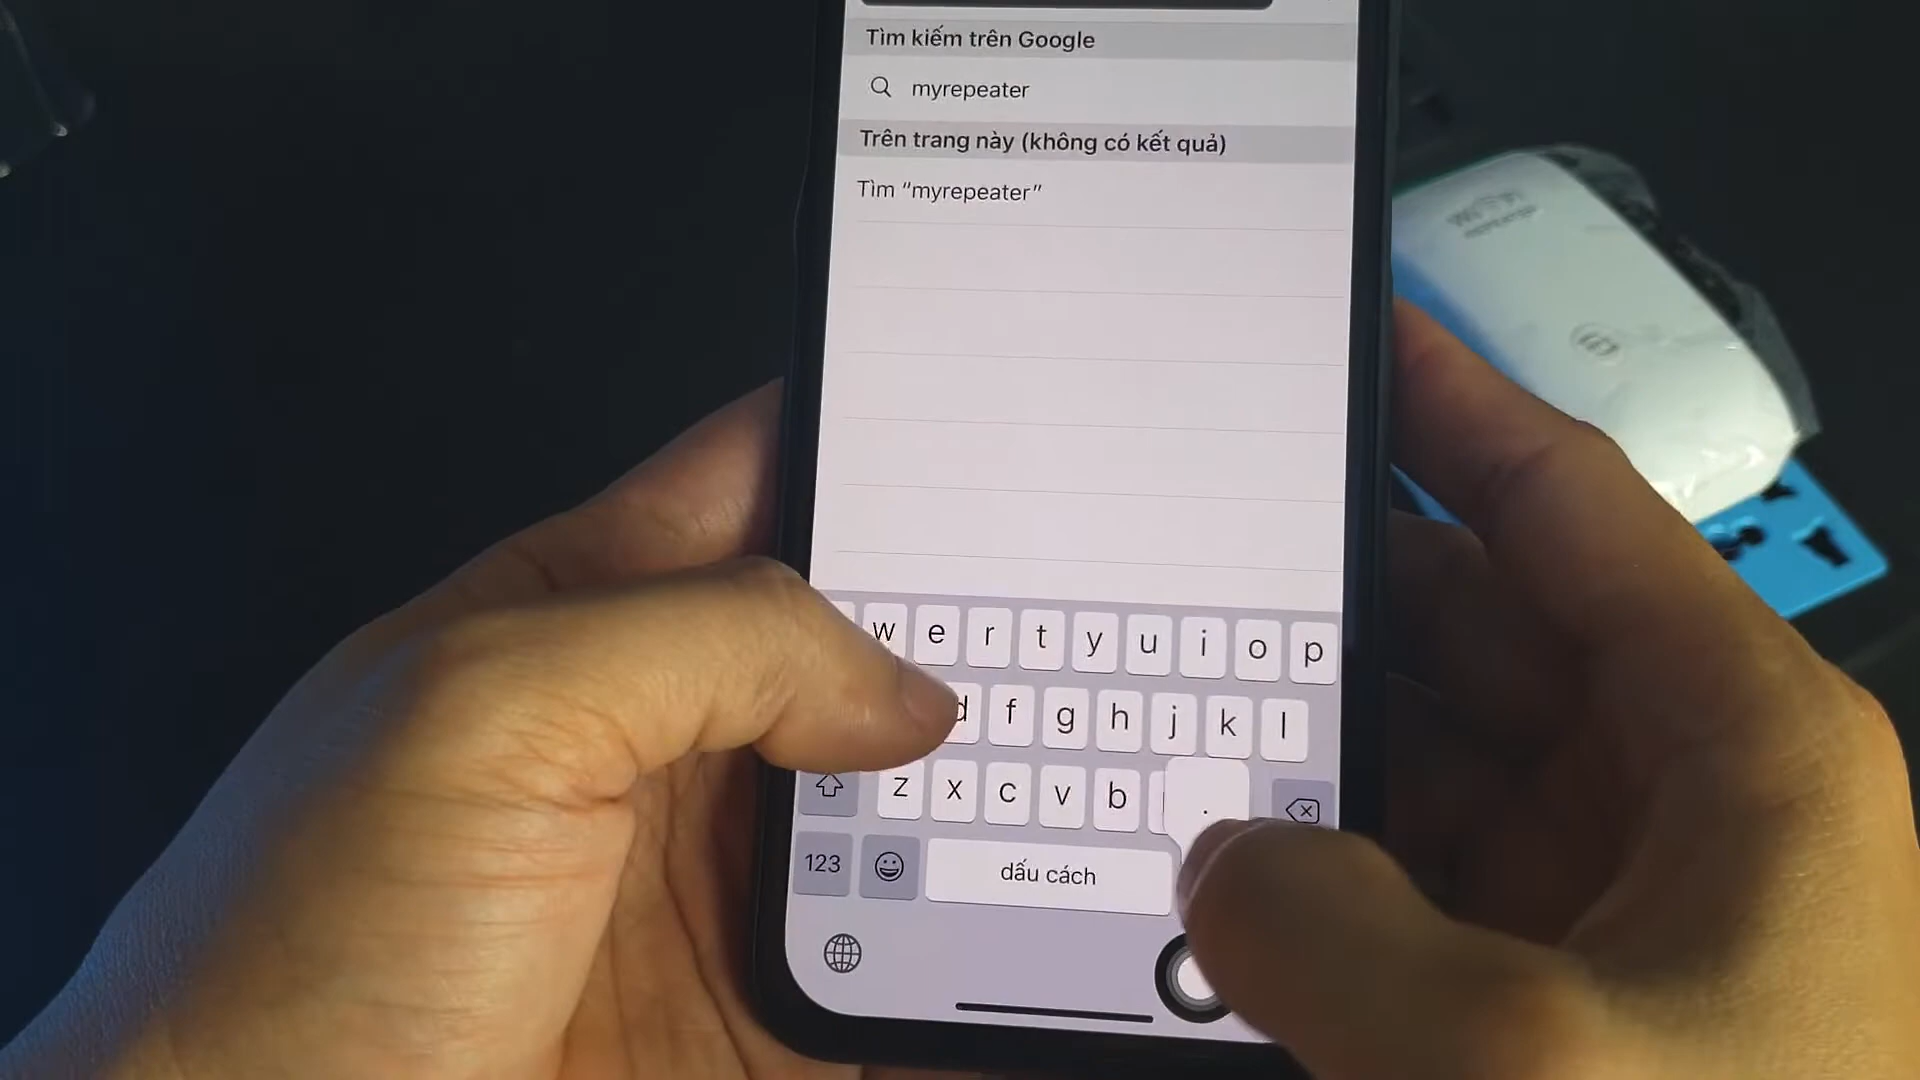 Tìm kiếm trên Google
myrepeater
Trên trang này (không có kết quả)
Tìm “myrepeater”
w e r t y u i o p
d f g h j k l
z x c v b .
123 dấu cách